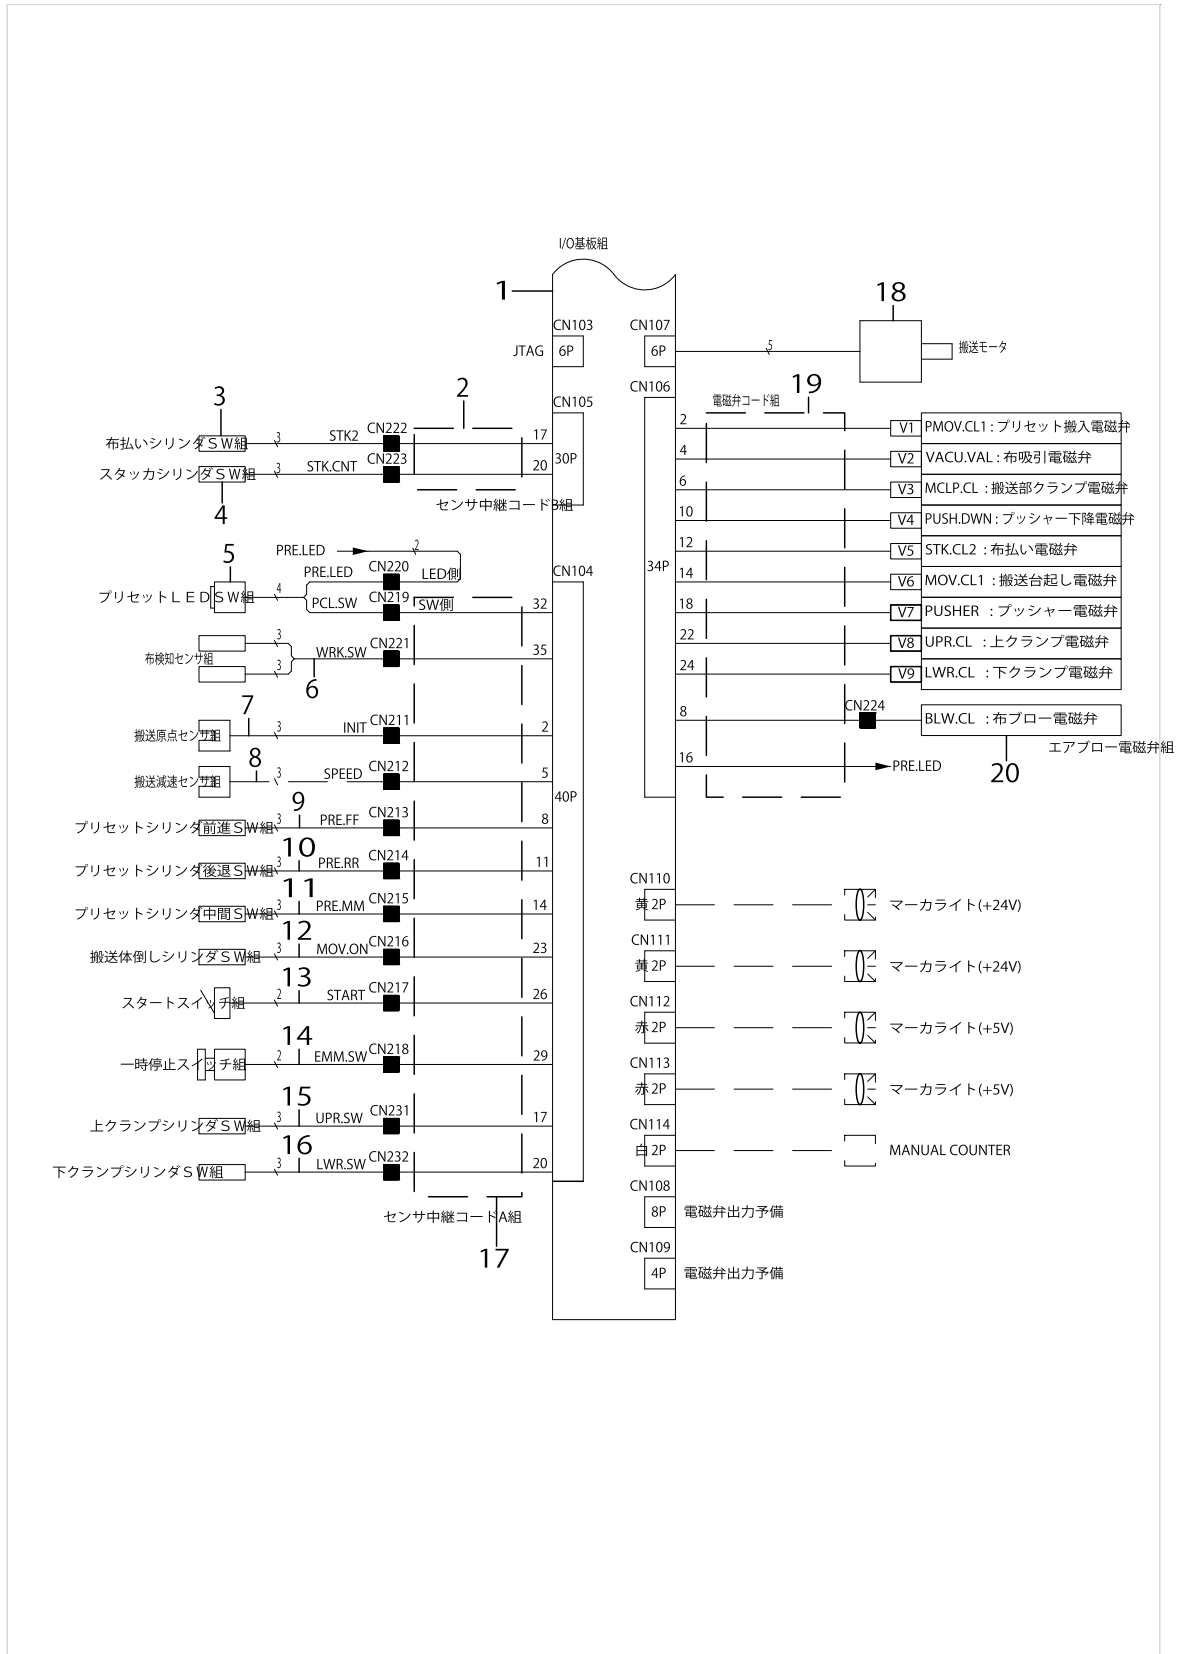 I/O基板組
1
18
CN103
CN107
JTAG
6P
6P
5
搬送モータ
19
CN106
電磁弁コード組
2
3
CN105
2
V1
PMOV.CL1 : プリセット搬入電磁弁
布払いシリンダSW組
3
STK2
CN222
17
4
V2
VACU.VAL : 布吸引電磁弁
スタッカシリンダSW組
3
STK.CNT
CN223
20
30P
6
V3
MCLP.CL : 搬送部クランプ電磁弁
4
センサ中継コードB組
10
V4
PUSH.DWN : プッシャー下降電磁弁
12
V5
STK.CL2 : 布払い電磁弁
5
PRE.LED
2
PRE.LED
CN220
LED側
CN104
34P
14
V6
MOV.CL1 : 搬送台起し電磁弁
プリセットLEDSW組
4
PCL.SW
CN219
SW側
32
18
V7
PUSHER : プッシャー電磁弁
3
布検知センサ組
3
WRK.SW
CN221
35
22
V8
UPR.CL : 上クランプ電磁弁
6
24
V9
LWR.CL : 下クランプ電磁弁
7
搬送原点センサ組
3
INIT
CN211
2
8
CN224
BLW.CL : 布ブロー電磁弁
エアブロー電磁弁組
20
8
搬送減速センサ組
3
SPEED
CN212
5
16
PRE.LED
40P
9
プリセットシリンダ前進SW組
3
PRE.FF
CN213
8
10
プリセットシリンダ後退SW組
3
PRE.RR
CN214
11
CN110
黄 2P
マーカライト(+24V)
11
プリセットシリンダ中間SW組
3
PRE.MM
CN215
14
CN111
黄 2P
マーカライト(+24V)
12
搬送体倒しシリンダSW組
3
MOV.ON
CN216
23
13
スタートスイッチ組
2
START
CN217
26
CN112
赤 2P
マーカライト(+5V)
14
一時停止スイッチ組
2
EMM.SW
CN218
29
CN113
赤 2P
マーカライト(+5V)
15
上クランプシリンダSW組
3
UPR.SW
CN231
17
CN114
白 2P
MANUAL COUNTER
16
下クランプシリンダSW組
3
LWR.SW
CN232
20
CN108
8P
電磁弁出力予備
センサ中継コードA組
17
CN109
4P
電磁弁出力予備